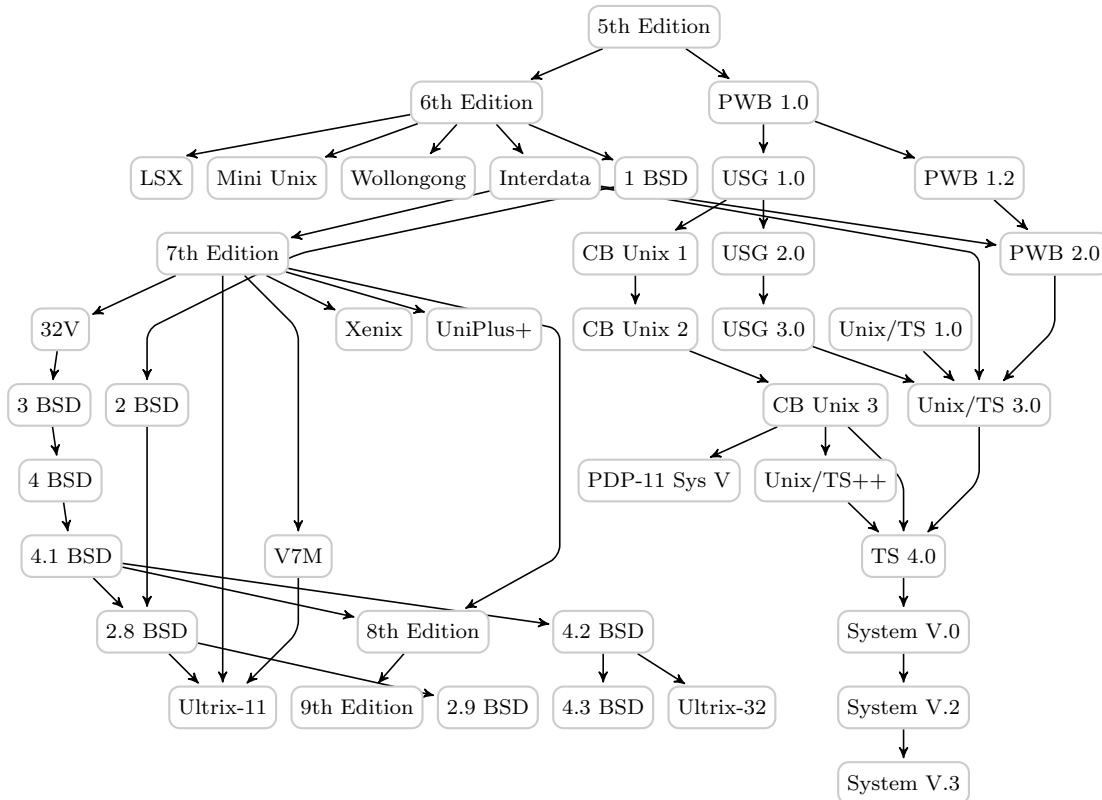 5th Edition
6th Edition
PWB 1.0
LSX
Mini Unix
Wollongong
Interdata
1 BSD
USG 1.0
PWB 1.2
7th Edition
CB Unix 1
USG 2.0
PWB 2.0
32V
Xenix
UniPlus+
CB Unix 2
USG 3.0
Unix/TS 1.0
3 BSD
2 BSD
CB Unix 3
Unix/TS 3.0
4 BSD
PDP-11 Sys V
Unix/TS++
4.1 BSD
V7M
TS 4.0
2.8 BSD
8th Edition
4.2 BSD
System V.0
Ultrix-11
9th Edition
2.9 BSD
4.3 BSD
Ultrix-32
System V.2
System V.3